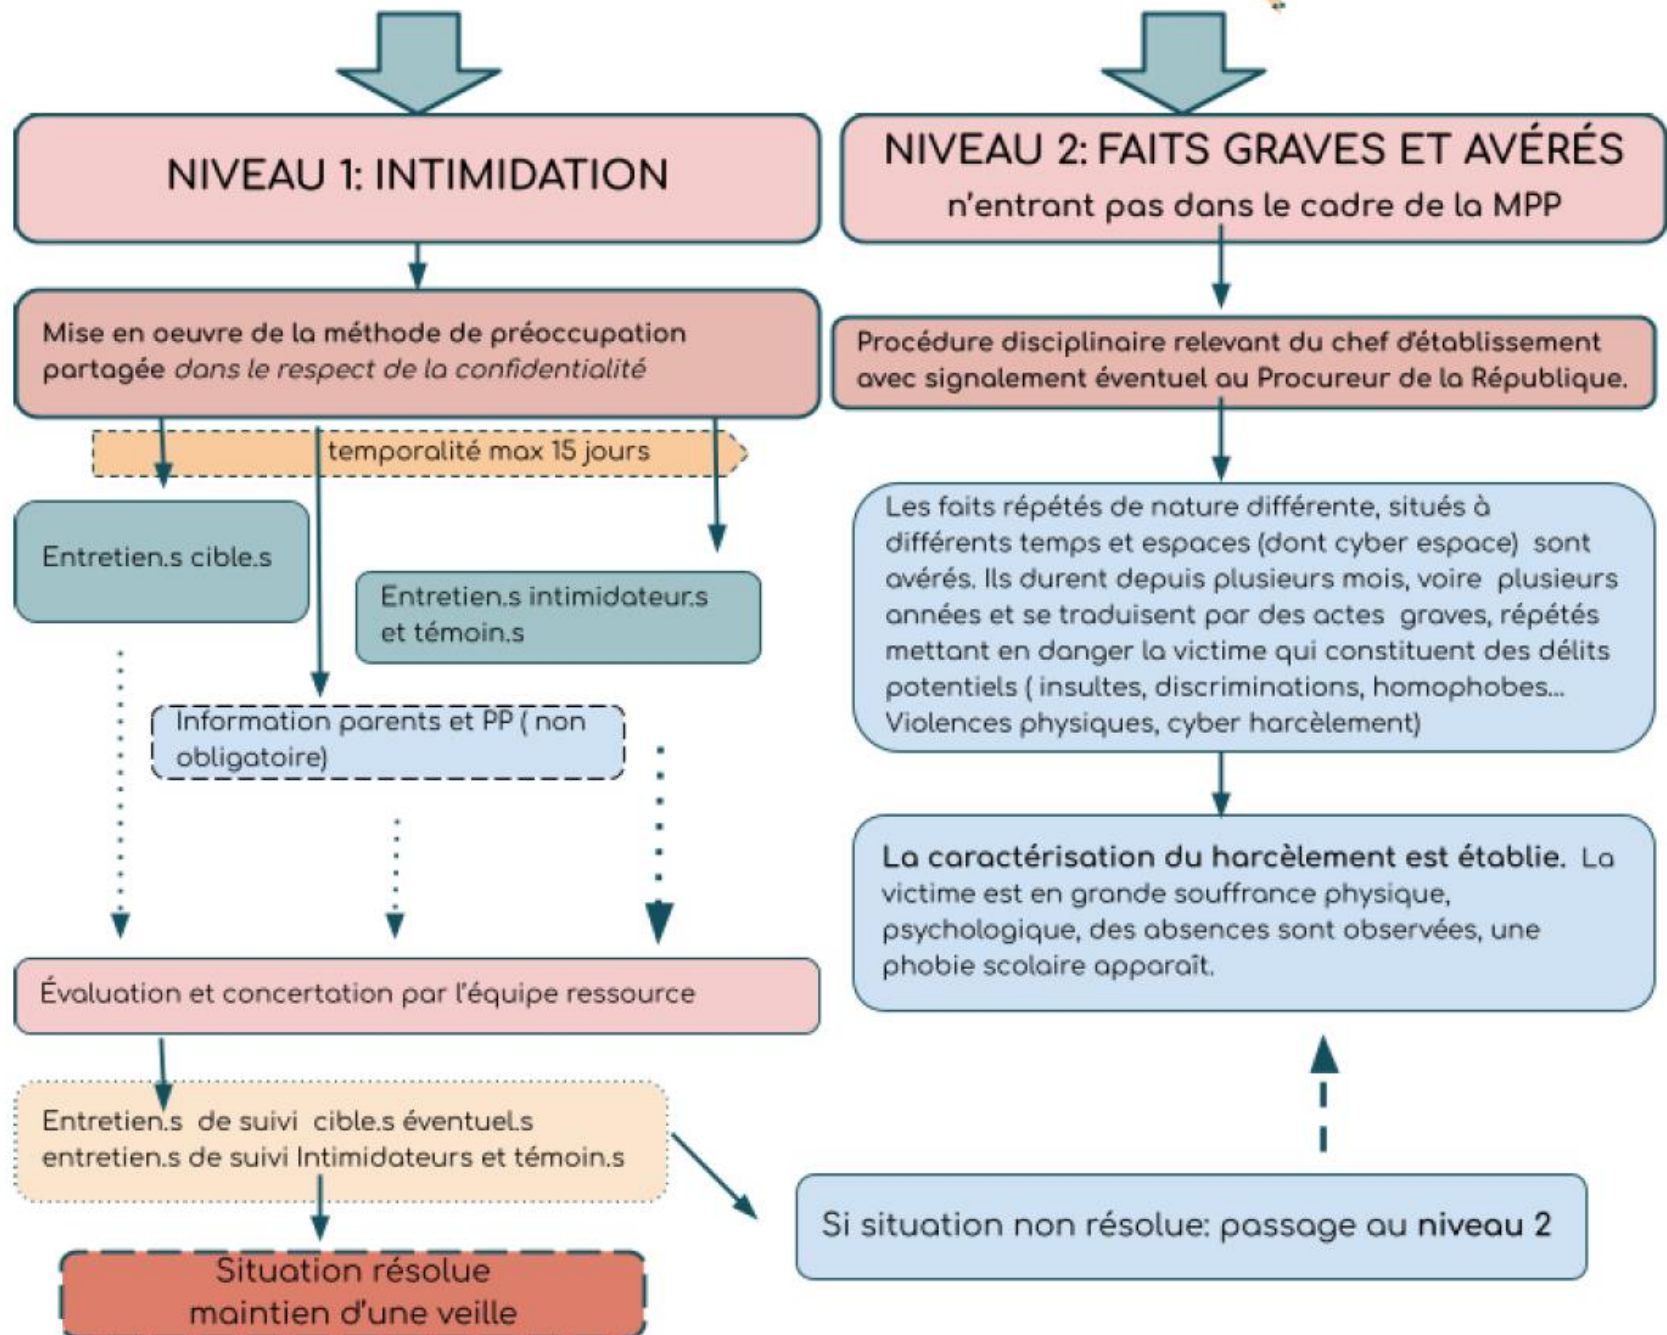 NIVEAU 1: INTIMIDATION
Mise en oeuvre de la méthode de préoccupation
partagée dans le respect de la confidentialité
temporalité max 15 jours
Entretien.s cible.s
Entretien.s intimidateur.s
et témoin.s
Information parents et PP ( non
obligatoire)
Évaluation et concertation par l'équipe ressource
Entretien.s de suivi cible.s éventuel.s
entretien.s de suivi Intimidateurs et témoin.s
Situation résolue
maintien d'une veille
NIVEAU 2: FAITS GRAVES ET AVÉRÉS
n'entrant pas dans le cadre de la MPP
Procédure disciplinaire relevant du chef d'établissement
avec signalement éventuel au Procureur de la République.
Les faits répétés de nature différente, situés à
différents temps et espaces (dont cyber espace) sont
avérés. Ils durent depuis plusieurs mois, voire plusieurs
années et se traduisent par des actes graves, répétés
mettant en danger la victime qui constituent des délits
potentiels ( insultes, discriminations, homophobes...
Violences physiques, cyber harcèlement)
La caractérisation du harcèlement est établie. La
victime est en grande souffrance physique,
psychologique, des absences sont observées, une
phobie scolaire apparaît.
Si situation non résolue: passage au niveau 2